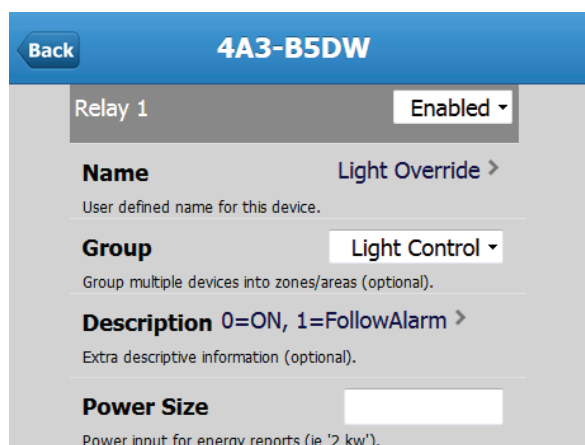 Back 4A3-B5DW
Relay 1 Enabled
Name Light Override >
User defined name for this device.
Group Light Control
Group multiple devices into zones/areas (optional).
Description 0=ON, 1=FollowAlarm >
Extra descriptive information (optional).
Power Size
Power input for energy reports (ie '2 kw').